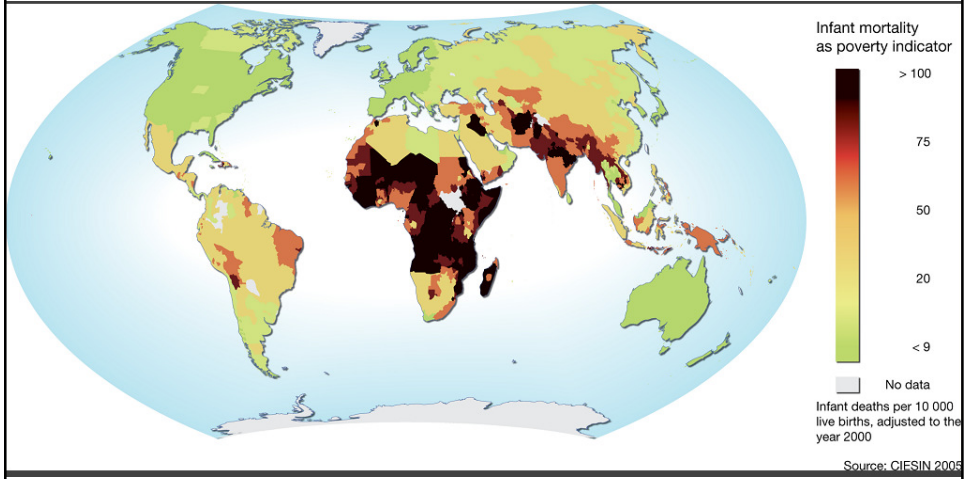 Infant mortality
as poverty indicator
> 100
75
50
20
< 9
No data
Infant deaths per 10 000
live births, adjusted to the
year 2000
Source: CIESIN 2005